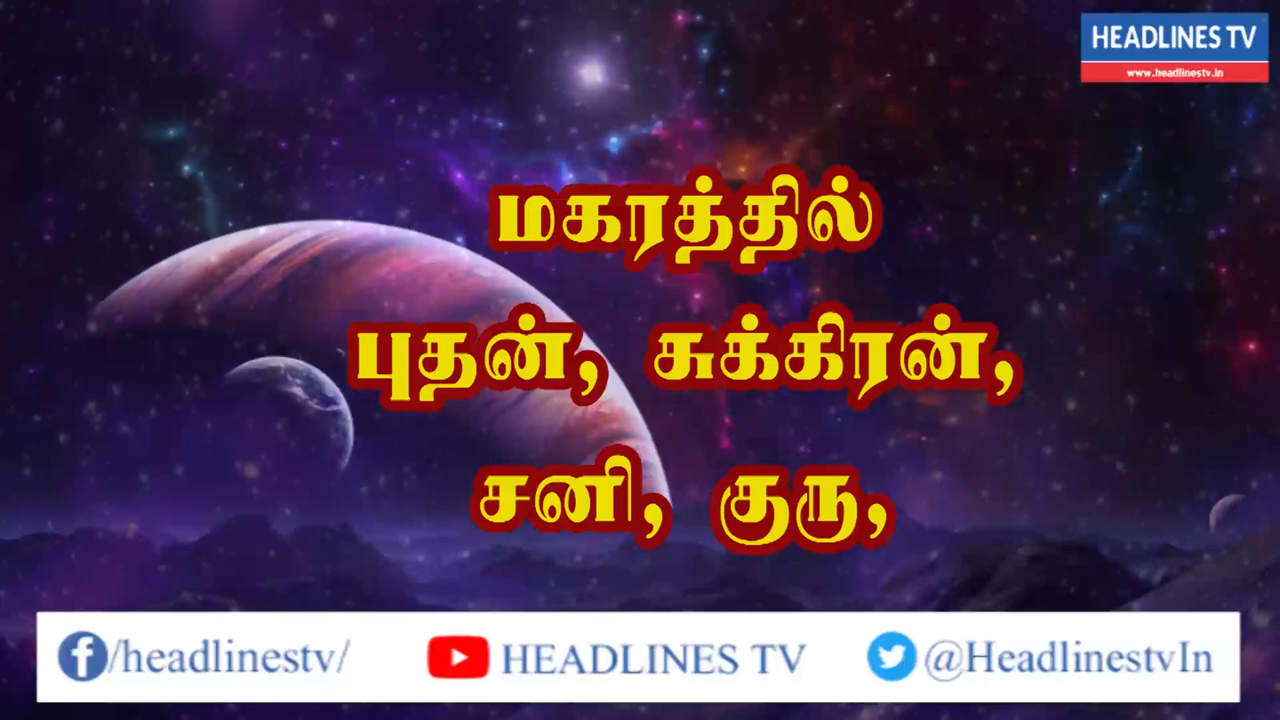 HEADLINES TV
www.headlinestv.in
மகரத்தில்
புதன், சுக்கிரன்,
சனி, குரு,
/headlinestv/ HEADLINES TV @HeadlinestvIn